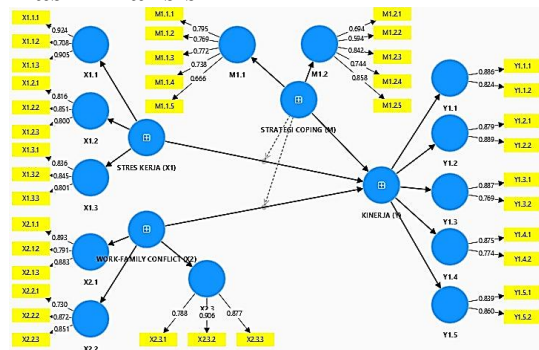 X1.1.1
0.924
X1.1.2
0.708
X1.1.3
0.905
X1.1
X1.2.1
0.816
X1.2.2
0.851
X1.2.3
0.800
X1.2
X1.3.1
0.836
X1.3.2
0.845
X1.3.3
0.801
X1.3
STRES KERJA (X1)
M1.1.1
0.795
M1.1.2
0.769
M1.1.3
0.772
M1.1.4
0.738
M1.1.5
0.666
M1.1
M1.2.1
0.694
M1.2.2
0.594
M1.2.3
0.842
M1.2.4
0.744
M1.2.5
0.858
M1.2
STRATEGI COPING (M)
X2.1.1
0.893
X2.1.2
0.791
X2.1.3
0.883
X2.1
WORK-FAMILY CONFLICT (X2)
X2.2.1
0.730
X2.2.2
0.872
X2.2.3
0.851
X2.2
X2.3
0.788
0.906
0.877
X2.3.1
X2.3.2
X2.3.3
KINERJA (Y)
Y1.1
0.886
Y1.1.1
0.824
Y1.1.2
Y1.2
0.879
Y1.2.1
0.889
Y1.2.2
Y1.3
0.887
Y1.3.1
0.769
Y1.3.2
Y1.4
0.875
Y1.4.1
0.774
Y1.4.2
Y1.5
0.839
Y1.5.1
0.860
Y1.5.2